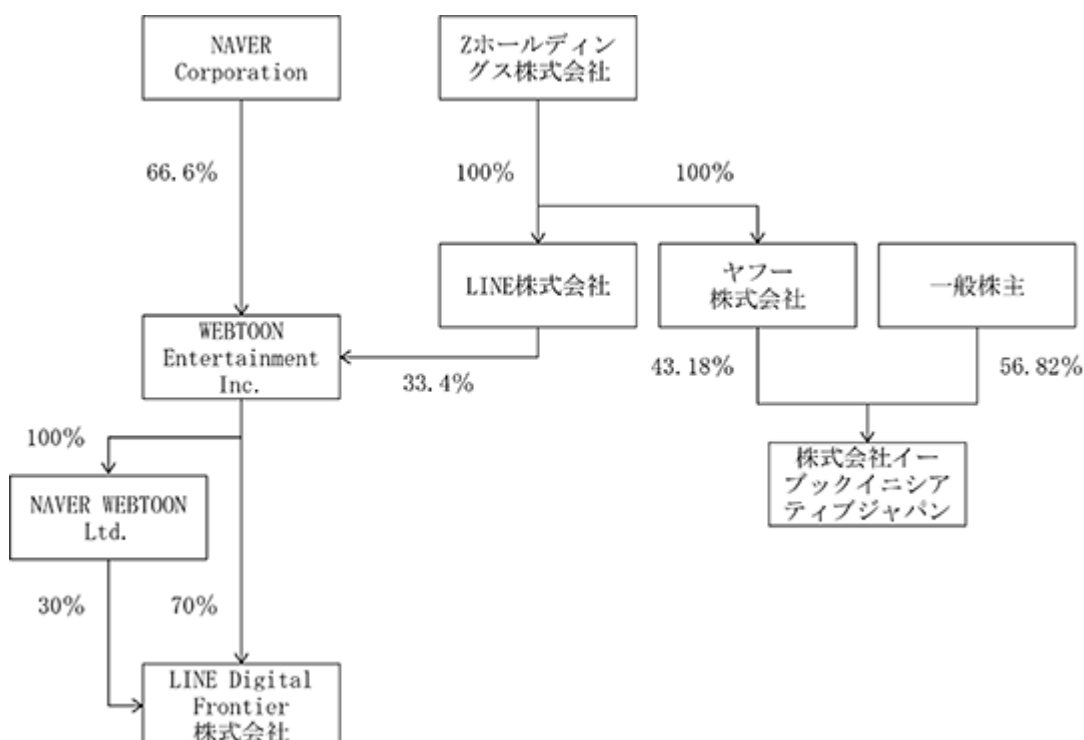 NAVER
Corporation
Zホールディン
グス株式会社
66.6%
100%
100%
LINE株式会社
ヤフー
株式会社
一般株主
WEBTOON
Entertainment
Inc.
33.4%
43.18%
56.82%
100%
株式会社イー
ブックイニシア
ティブジャパン
NAVER WEBTOON
Ltd.
30%
70%
LINE Digital
Frontier
株式会社